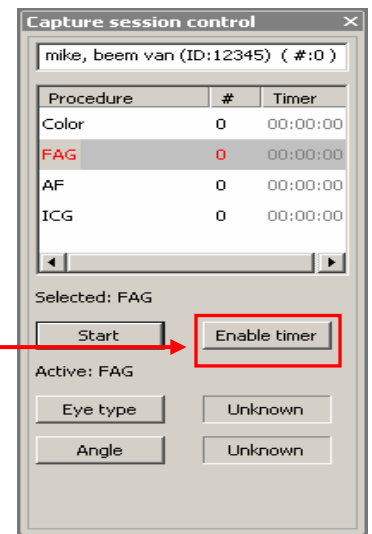 Capture session control ×
mike, beem van (ID:12345) ( #:0 )
Procedure # Timer
Color 0 00:00:00
FAG 0 00:00:00
AF 0 00:00:00
ICG 0 00:00:00
Selected: FAG
Start Enable timer
Active: FAG
Eye type Unknown
Angle Unknown